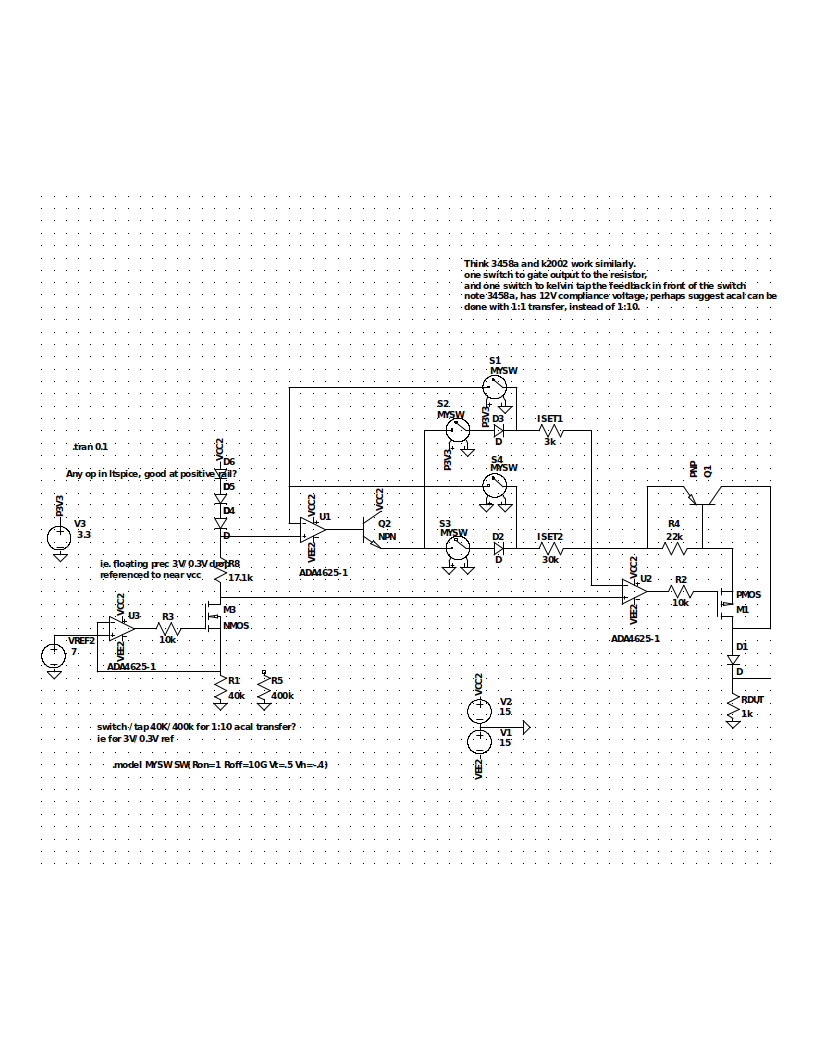 Think 3458a and k2002 work similarly.
one switch to gate output to the resistor,
and one switch to kelvin tap the feedback in front of the switch
note 3458a, has 12V compliance voltage, perhaps suggest acal can be
done with 1:1 transfer, instead of 1:10.
S1
MYSW
P3V3
S2
MYSW
P3V3
D3
D
ISET1
3k
S4
MYSW
PNP
Q1
.tran 0.1
VCC2
D6
Any op in ltspice, good at positive rail?
D5
D4
D
P3V3
V3
3.3
VCC2
U1
VEE2
ADA4625-1
VCC2
Q2
NPN
S3
MYSW
D2
D
ISET2
30k
R4
22k
ie. floating prec 3V/0.3V drop
referenced to near vcc
R8
17.1k
VCC2
U2
VEE2
ADA4625-1
R2
10k
PMOS
M1
VCC2
U3
VEE2
ADA4625-1
R3
10k
M3
NMOS
VREF2
7
D1
D
R1
40k
R5
400k
VCC2
V2
15
V1
15
VEE2
RDUT
1k
switch/tap 40K/400k for 1:10 acal transfer?
ie for 3V/0.3V ref
.model MYSW SW(Ron=1 Roff=10G Vt=.5 Vh=-.4)